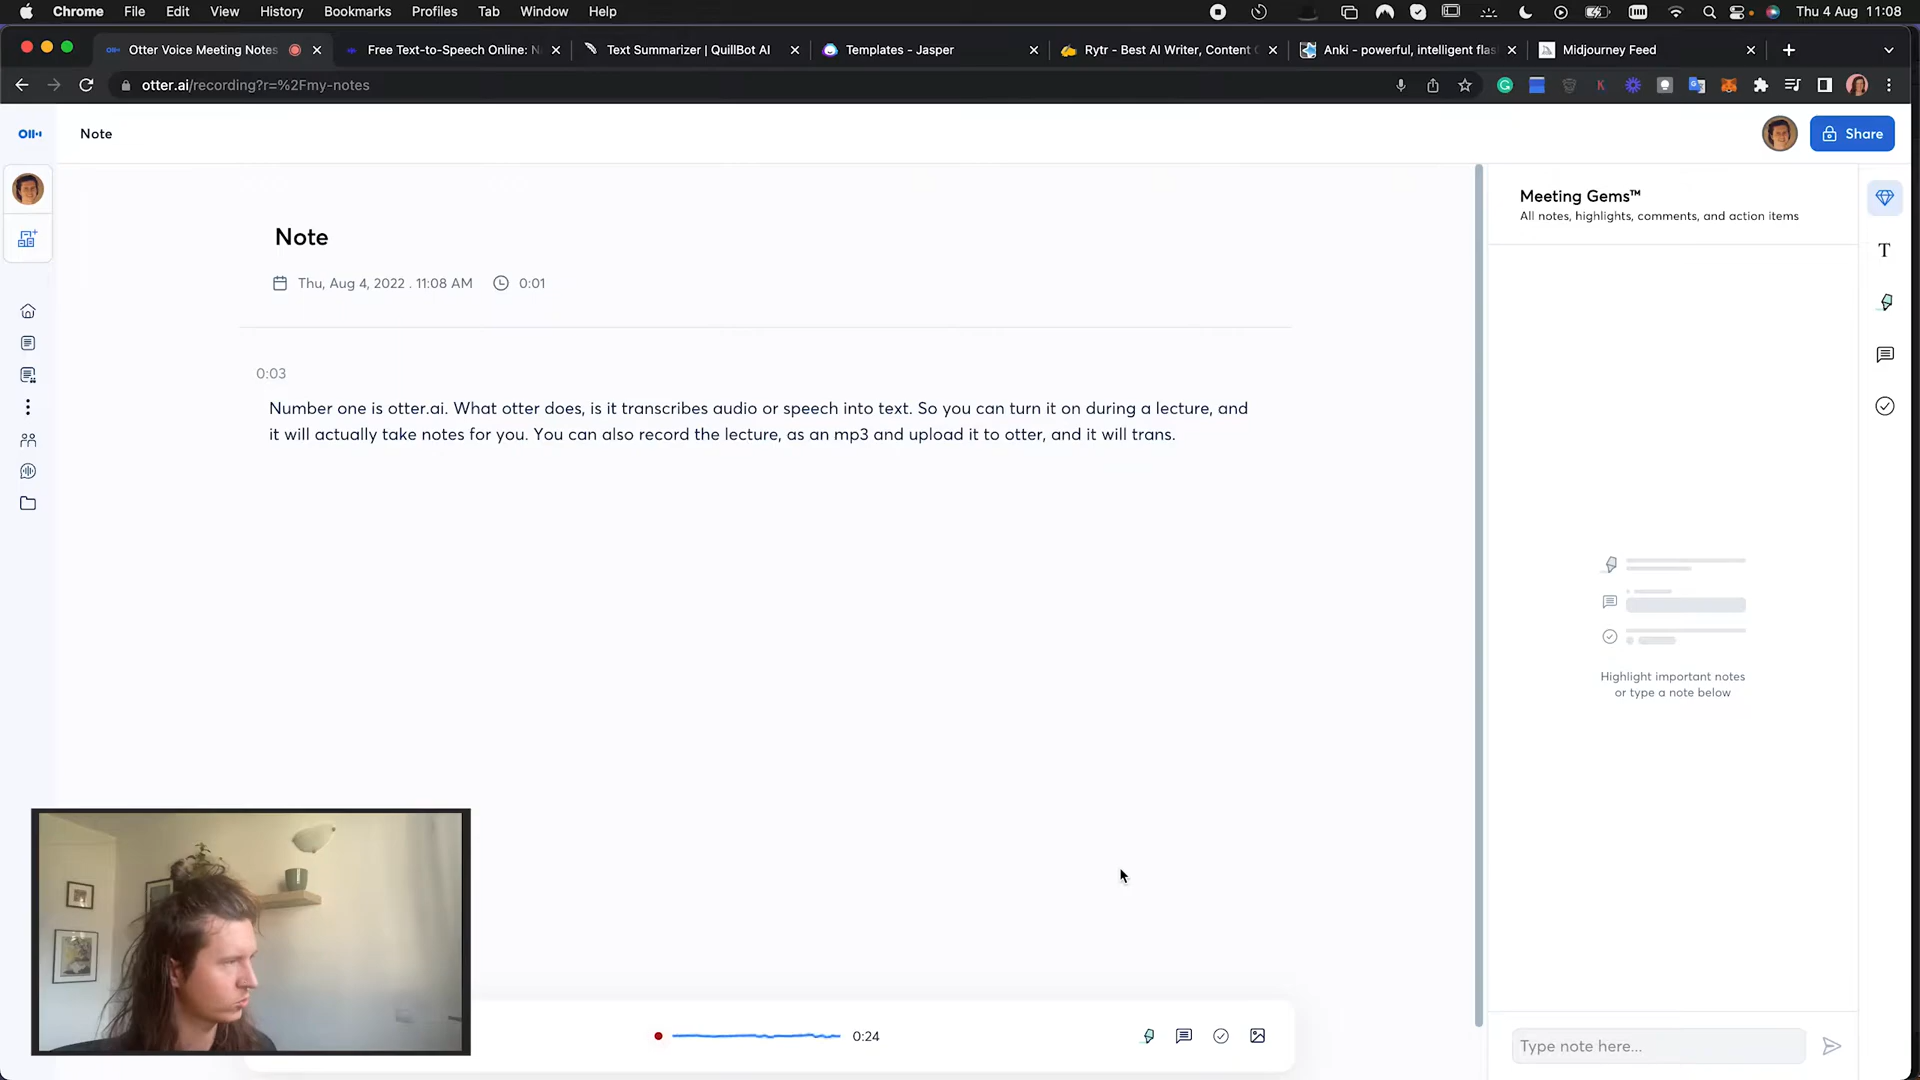 Chrome File Edit View History Bookmarks Profiles Tab Window Help Thu 4 Aug 11:08
Otter Voice Meeting Notes Free Text-to-Speech Online: N Text Summarizer | QuillBot AI Templates - Jasper Rytr - Best AI Writer, Content Anki - powerful, intelligent flas Midjourney Feed
otter.ai/recording?r=%2Fmy-notes
Note Share
Meeting Gems™
All notes, highlights, comments, and action items
Note
Thu, Aug 4, 2022 . 11:08 AM 0:01
0:03
Number one is otter.ai. What otter does, is it transcribes audio or speech into text. So you can turn it on during a lecture, and
it will actually take notes for you. You can also record the lecture, as an mp3 and upload it to otter, and it will trans.
Highlight important notes
or type a note below
0:24
Type note here...